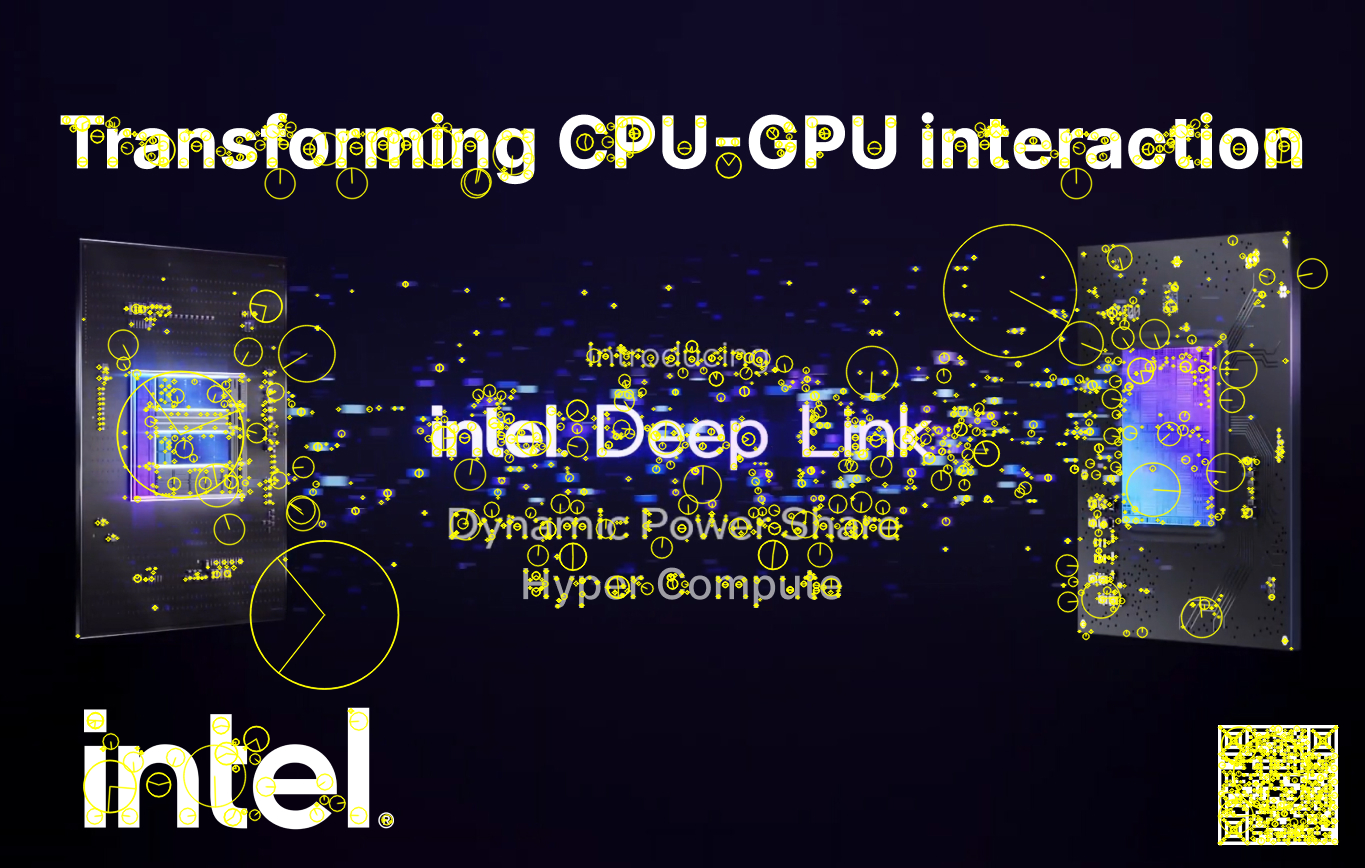 Transforming CPU-GPU interaction
Introducing
intel. Deep Link
Dynamic Power Share
Hyper Compute
intel®